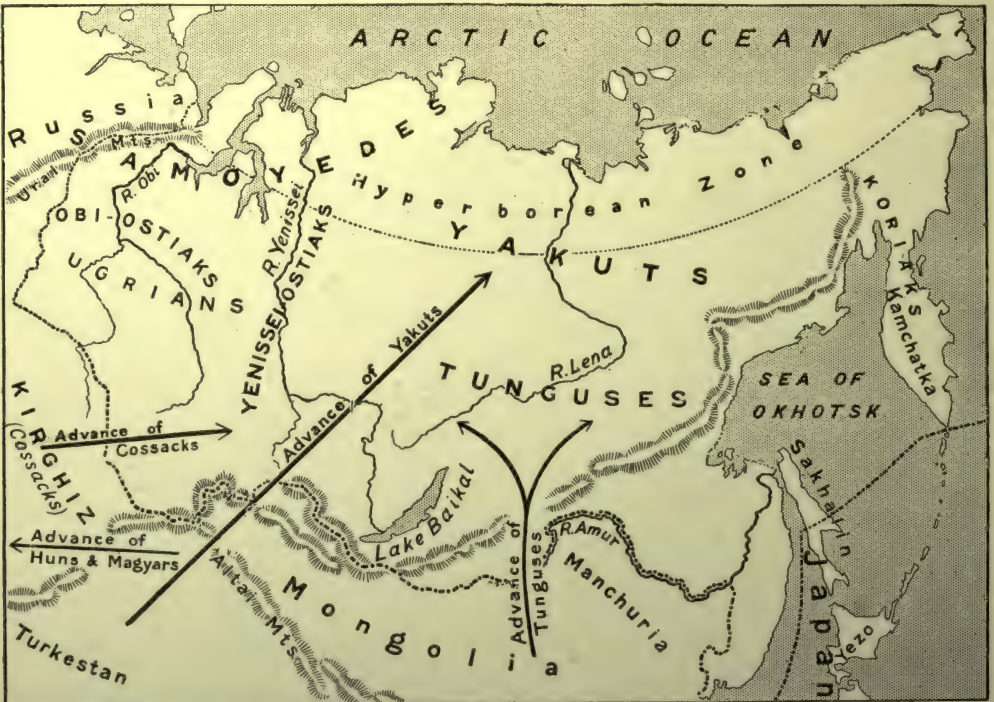 ARCTIC OCEAN
Russia
Ural Mts.
SAMOYEDES
Hyperborean Zone
R. Obi
OBI-OSTIAKS
UGRIANS
R. Yenissei
YENISSEI-OSTIAKS
YAKUTS
KORIAKS
Kamchatka
TUNGUSES
R. Lena
SEA OF
OKHOTSK
KIRGHIZ
(Cossacks)
Advance of
Cossacks
Advance of Yakuts
Advance of
Huns & Magyars
Lake Baikal
Advance of
Tunguses
R. Amur
Manchuria
Sakhalin
Japan
Yezo
Altai Mts.
Mongolia
Turkestan